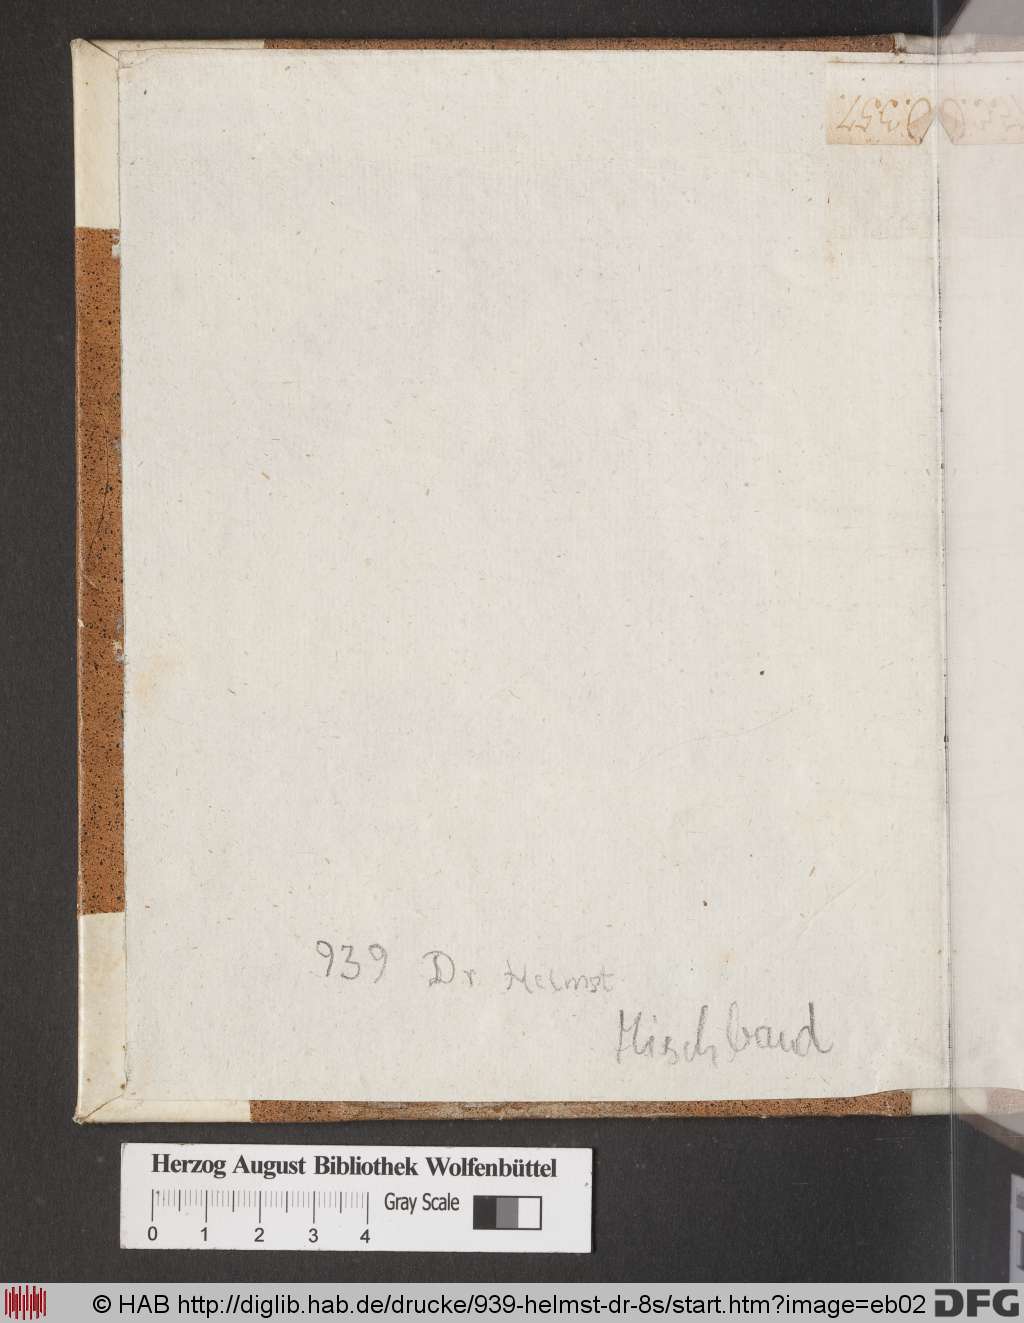 939 Dr Helmst
Mischband
Herzog August Bibliothek Wolfenbüttel
Gray Scale
0 1 2 3 4
© HAB http://diglib.hab.de/drucke/939-helmst-dr-8s/start.htm?image=eb02
DFG